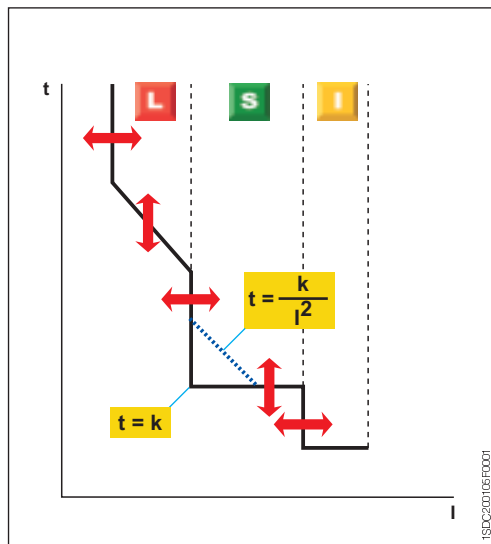 t
L
S
I
t = k
I2
t = k
I
1SDC200105F0001